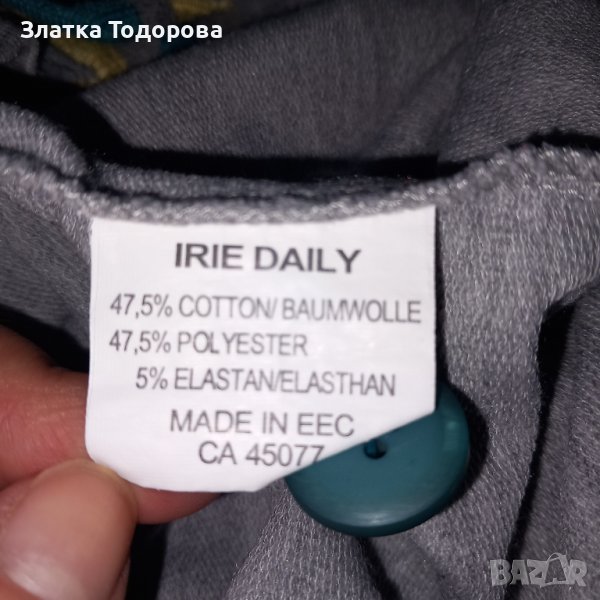 Златка Тодорова
IRIE DAILY
47,5% COTTON/BAUMWOLLE
47,5% POLYESTER
5% ELASTAN/ELASTHAN
MADE IN EEC
CA 45077
BAZAR